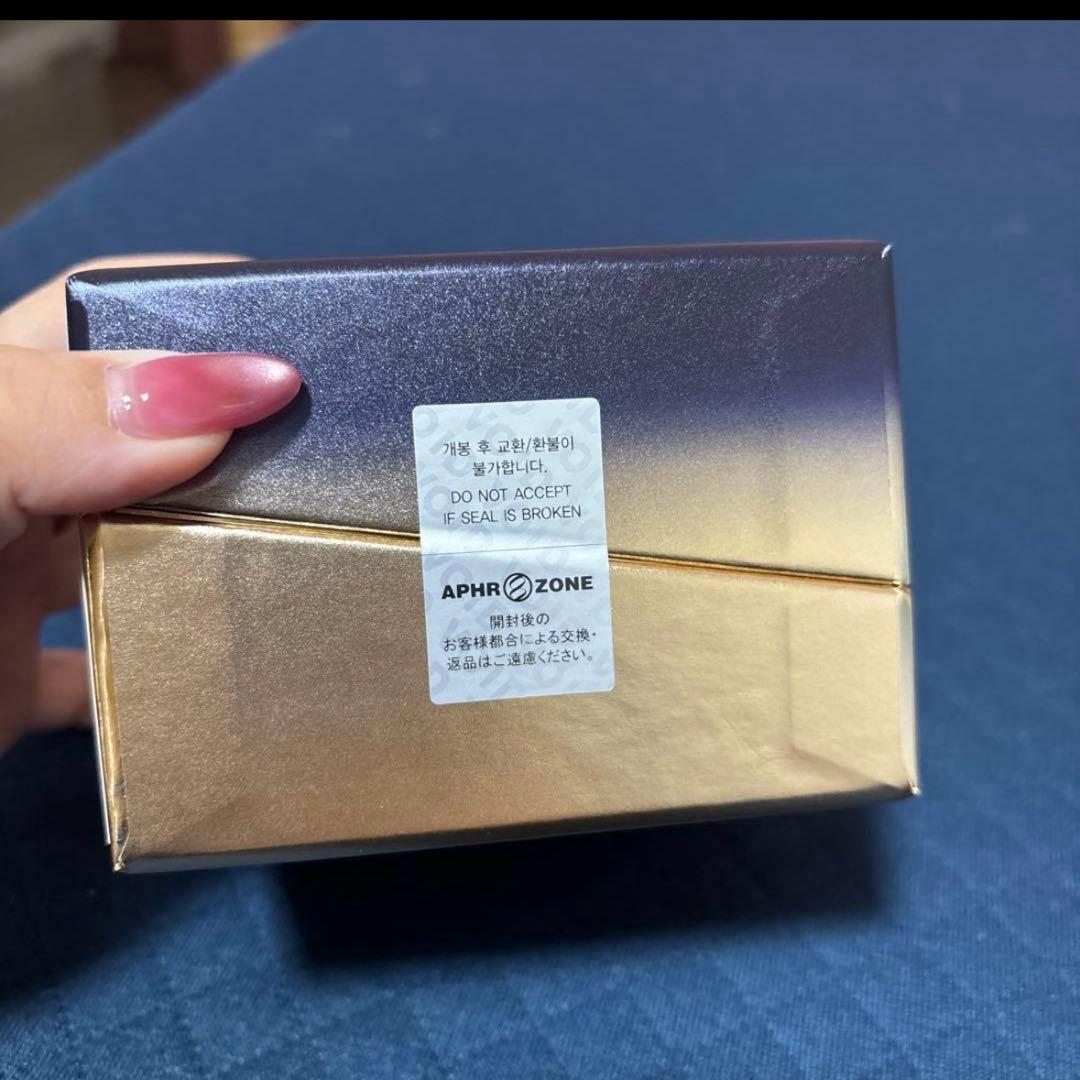 개봉 후 교환/환불이
불가합니다.
DO NOT ACCEPT
IF SEAL IS BROKEN
APHROZONE
開封後の
お客様都合による交換・
返品はご遠慮ください。